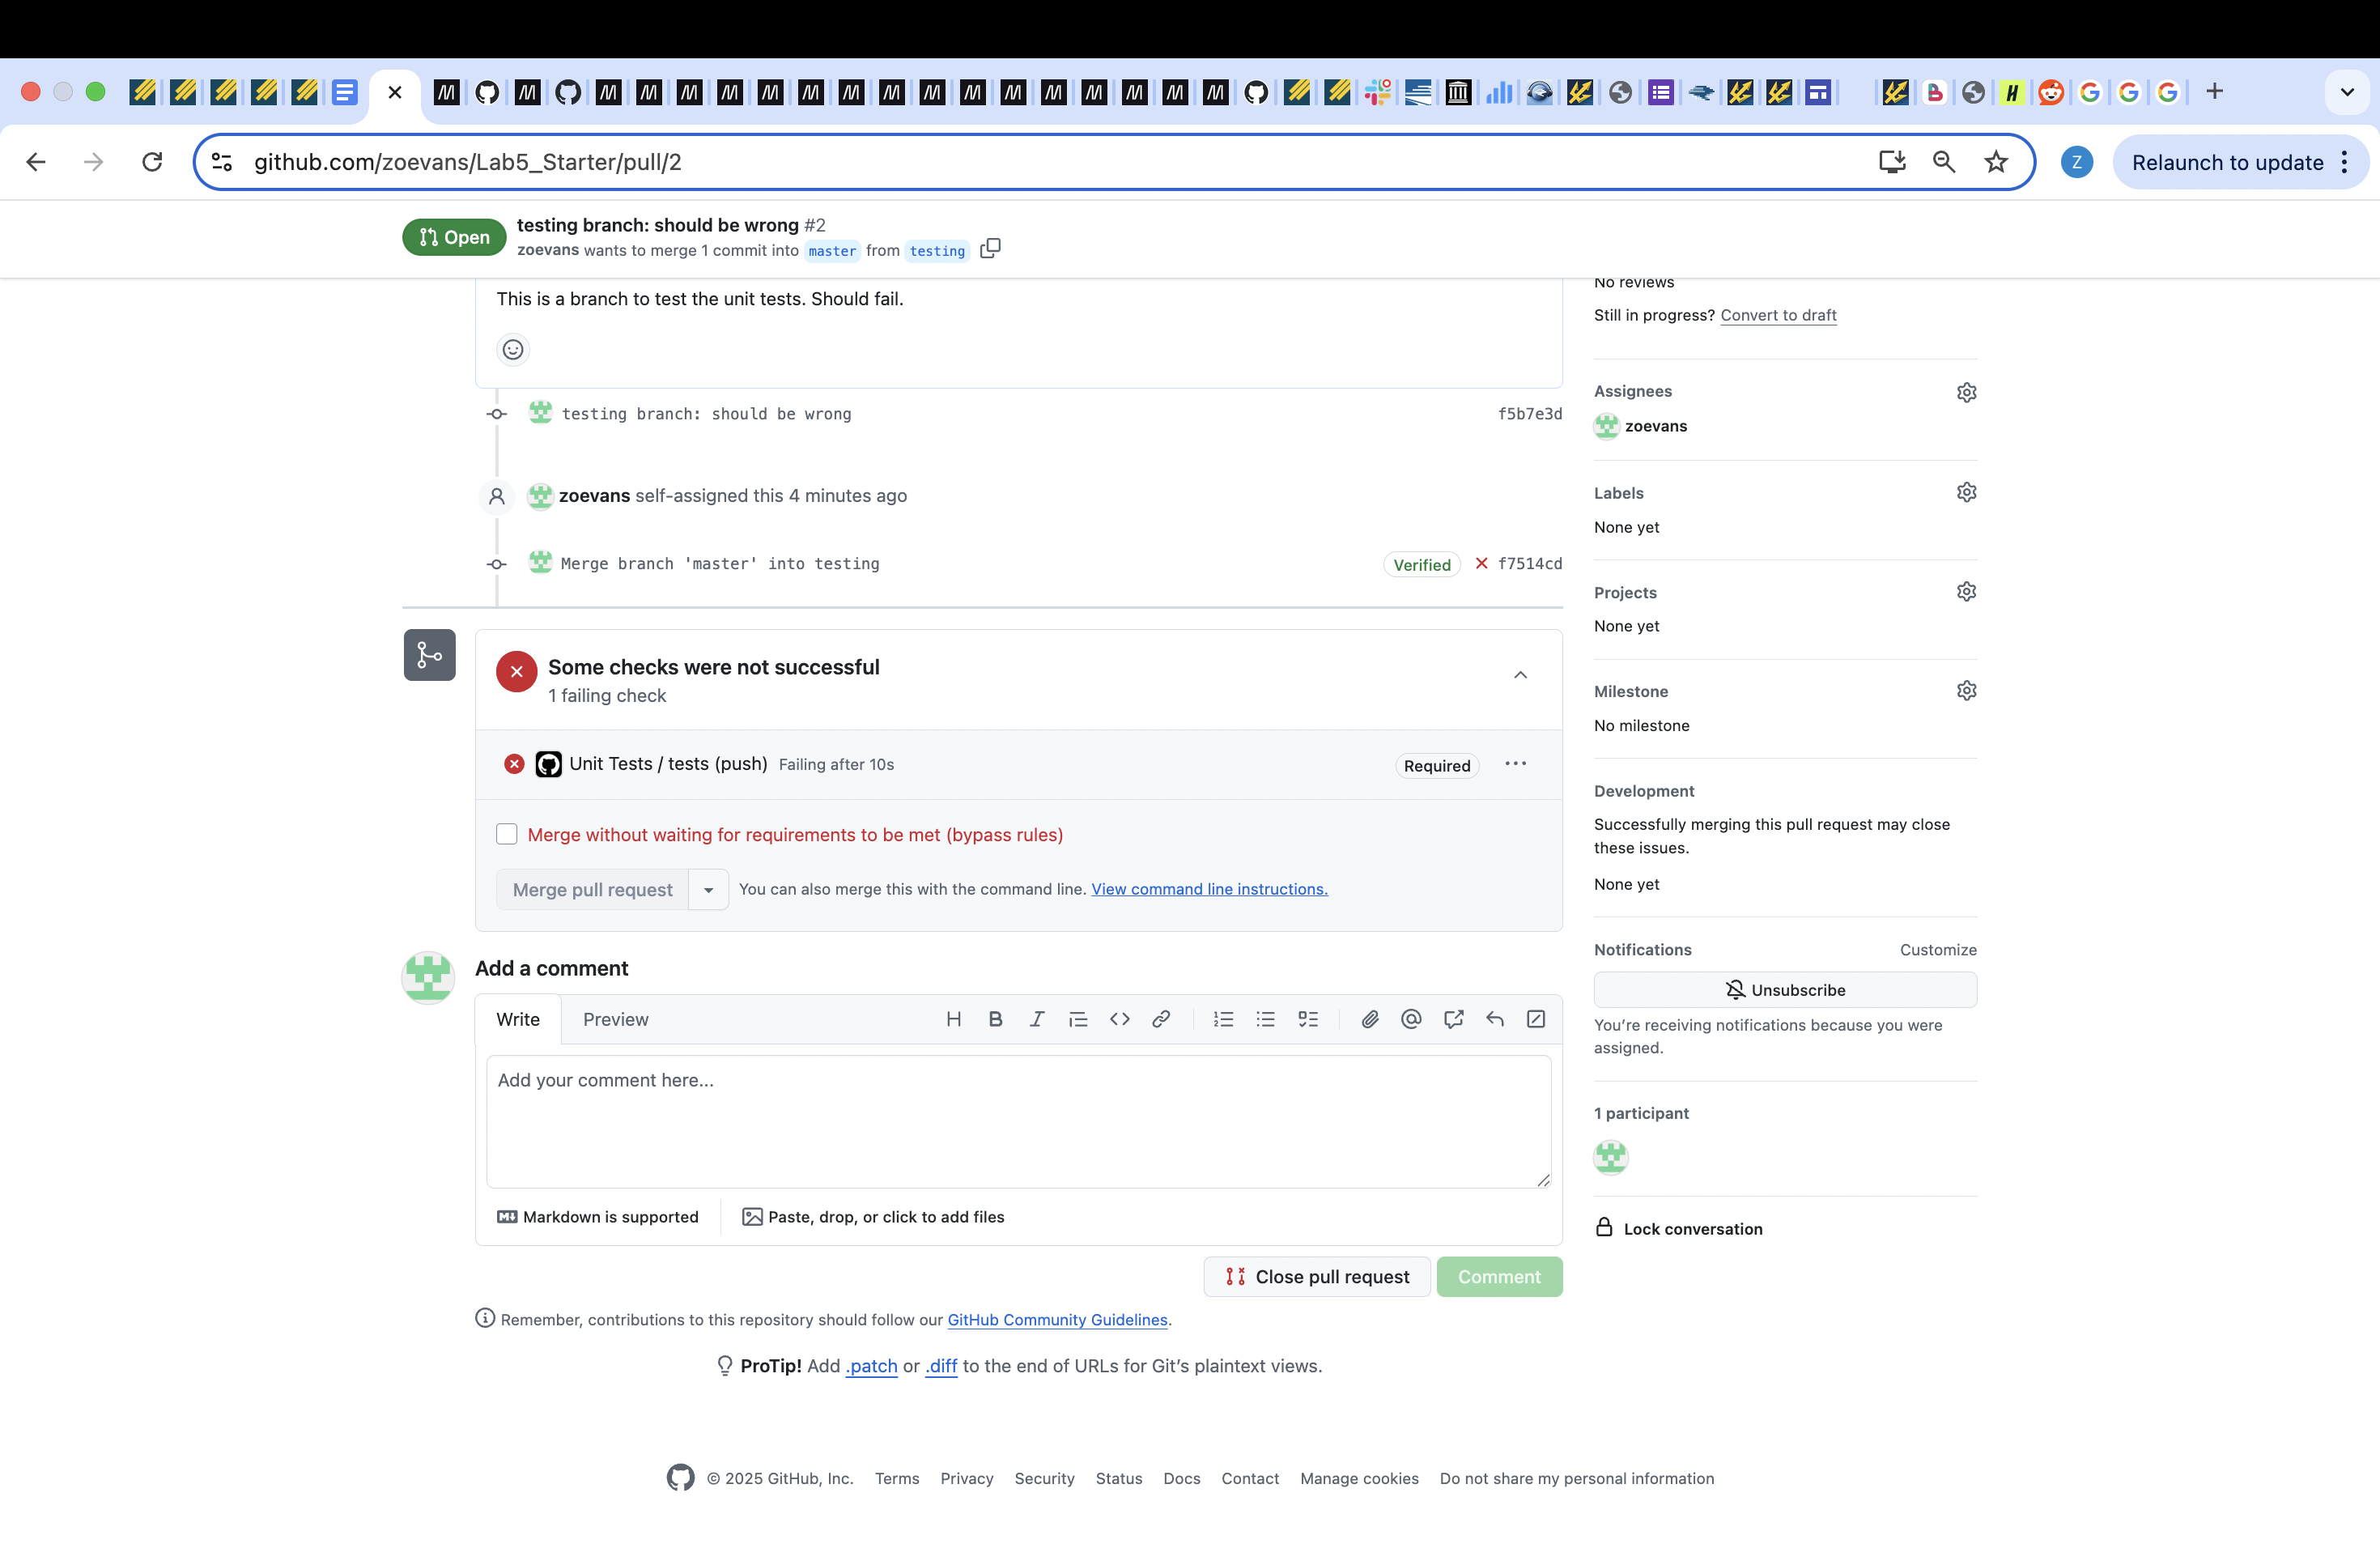 github.com/zoevans/Lab5_Starter/pull/2
Z
Relaunch to update
Open
testing branch: should be wrong #2
zoevans wants to merge 1 commit into master from testing
This is a branch to test the unit tests. Should fail.
testing branch: should be wrong f5b7e3d
zoevans self-assigned this 4 minutes ago
Merge branch 'master' into testing Verified f7514cd
Some checks were not successful
1 failing check
Unit Tests / tests (push) Failing after 10s Required
Merge without waiting for requirements to be met (bypass rules)
Merge pull request You can also merge this with the command line. View command line instructions.
Add a comment
Write Preview
Add your comment here...
Markdown is supported Paste, drop, or click to add files
Close pull request Comment
Remember, contributions to this repository should follow our GitHub Community Guidelines.
ProTip! Add .patch or .diff to the end of URLs for Git's plaintext views.
No reviews
Still in progress? Convert to draft
Assignees
zoevans
Labels
None yet
Projects
None yet
Milestone
No milestone
Development
Successfully merging this pull request may close
these issues.
None yet
Notifications Customize
Unsubscribe
You're receiving notifications because you were
assigned.
1 participant
Lock conversation
© 2025 GitHub, Inc. Terms Privacy Security Status Docs Contact Manage cookies Do not share my personal information